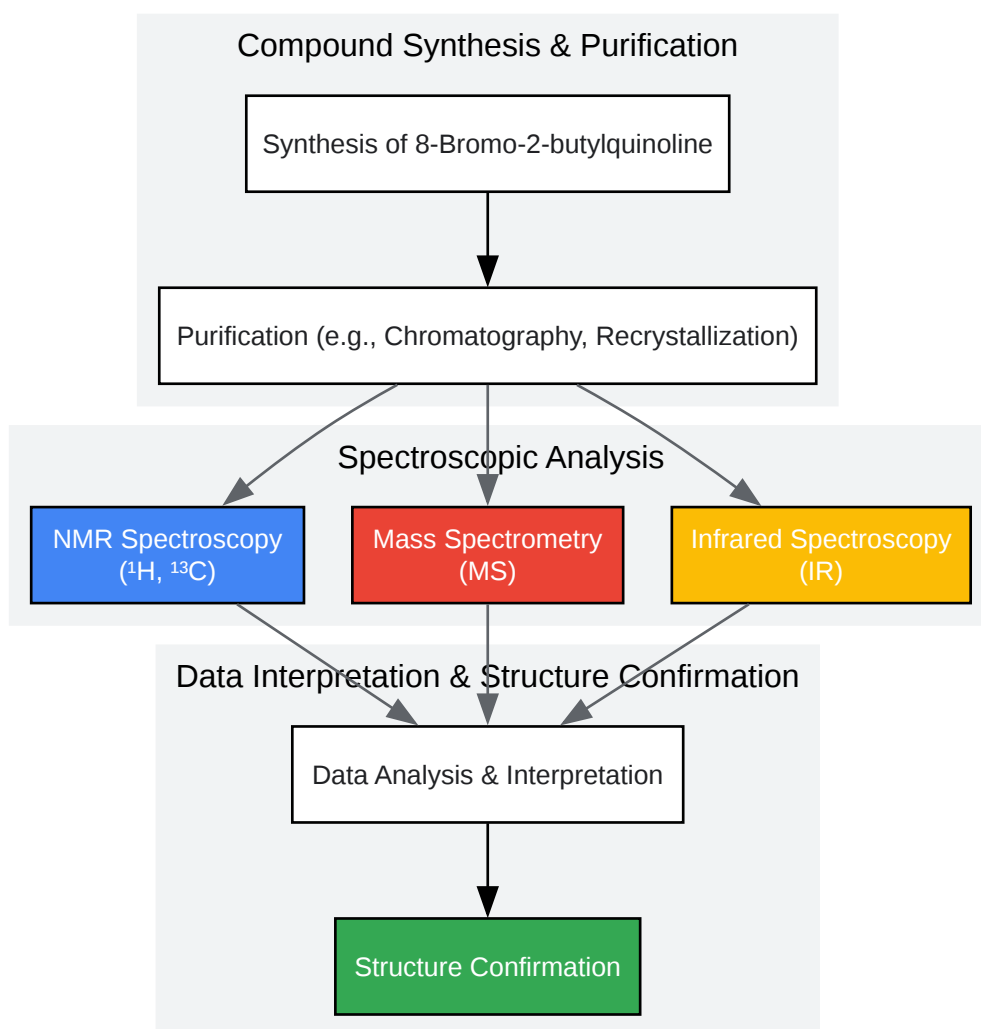 Compound Synthesis & Purification
Synthesis of 8-Bromo-2-butylquinoline
Purification (e.g., Chromatography, Recrystallization)
Spectroscopic Analysis
NMR Spectroscopy
(¹H, ¹³C)
Mass Spectrometry
(MS)
Infrared Spectroscopy
(IR)
Data Interpretation & Structure Confirmation
Data Analysis & Interpretation
Structure Confirmation